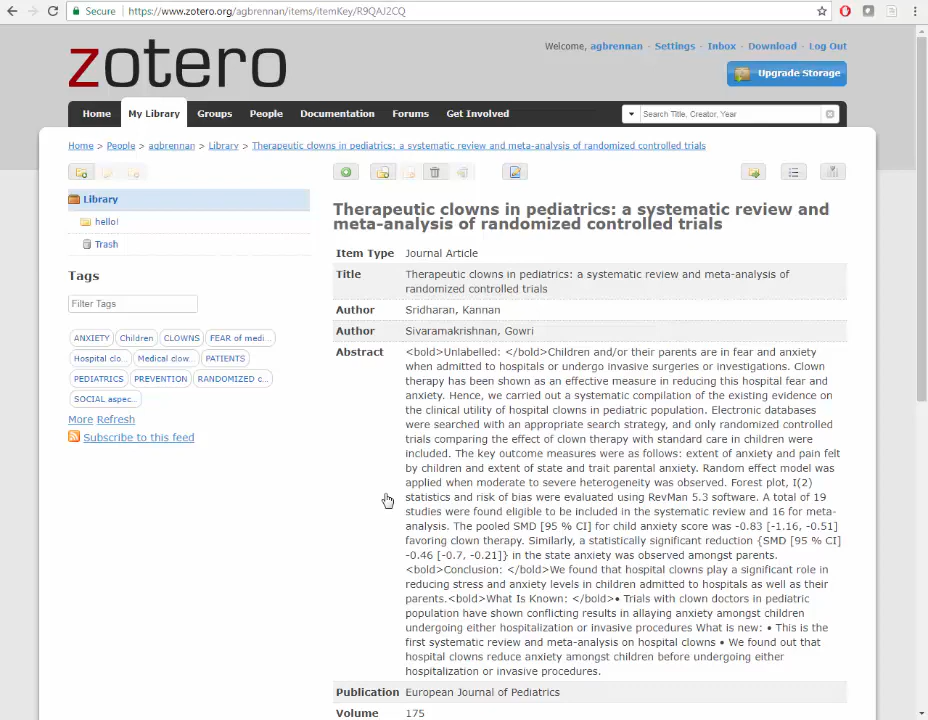 Secure https://www.zotero.org/agbrennan/items/itemKey/R9QAJ2CQ
zotero
Welcome, agbrennan · Settings · Inbox · Download · Log Out
Upgrade Storage
Home My Library Groups People Documentation Forums Get Involved Search Title, Creator, Year
Home > People > agbrennan > Library > Therapeutic clowns in pediatrics: a systematic review and meta-analysis of randomized controlled trials
Library
hello!
Trash
Tags
Filter Tags
ANXIETY Children CLOWNS FEAR of medi...
Hospital clo... Medical clow... PATIENTS
PEDIATRICS PREVENTION RANDOMIZED c...
SOCIAL aspec...
More Refresh
Subscribe to this feed
Therapeutic clowns in pediatrics: a systematic review and
meta-analysis of randomized controlled trials
Item Type Journal Article
Title Therapeutic clowns in pediatrics: a systematic review and meta-analysis of
randomized controlled trials
Author Sridharan, Kannan
Author Sivaramakrishnan, Gowri
Abstract <bold>Unlabelled: </bold>Children and/or their parents are in fear and anxiety
when admitted to hospitals or undergo invasive surgeries or investigations. Clown
therapy has been shown as an effective measure in reducing this hospital fear and
anxiety. Hence, we carried out a systematic compilation of the existing evidence on
the clinical utility of hospital clowns in pediatric population. Electronic databases
were searched with an appropriate search strategy, and only randomized controlled
trials comparing the effect of clown therapy with standard care in children were
included. The key outcome measures were as follows: extent of anxiety and pain felt
by children and extent of state and trait parental anxiety. Random effect model was
applied when moderate to severe heterogeneity was observed. Forest plot, I(2)
statistics and risk of bias were evaluated using RevMan 5.3 software. A total of 19
studies were found eligible to be included in the systematic review and 16 for meta-
analysis. The pooled SMD [95 % CI] for child anxiety score was -0.83 [-1.16, -0.51]
favoring clown therapy. Similarly, a statistically significant reduction {SMD [95 % CI]
-0.46 [-0.7, -0.21]} in the state anxiety was observed amongst parents.
<bold>Conclusion: </bold>We found that hospital clowns play a significant role in
reducing stress and anxiety levels in children admitted to hospitals as well as their
parents.<bold>What Is Known: </bold>• Trials with clown doctors in pediatric
population have shown conflicting results in allaying anxiety amongst children
undergoing either hospitalization or invasive procedures What is new: • This is the
first systematic review and meta-analysis on hospital clowns • We found out that
hospital clowns reduce anxiety amongst children before undergoing either
hospitalization or invasive procedures.
Publication European Journal of Pediatrics
Volume 175